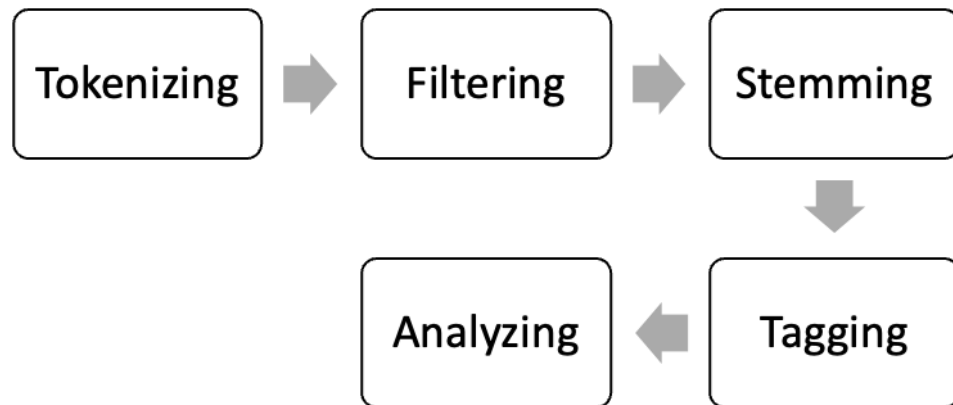 Tokenizing
Filtering
Stemming
Tagging
Analyzing